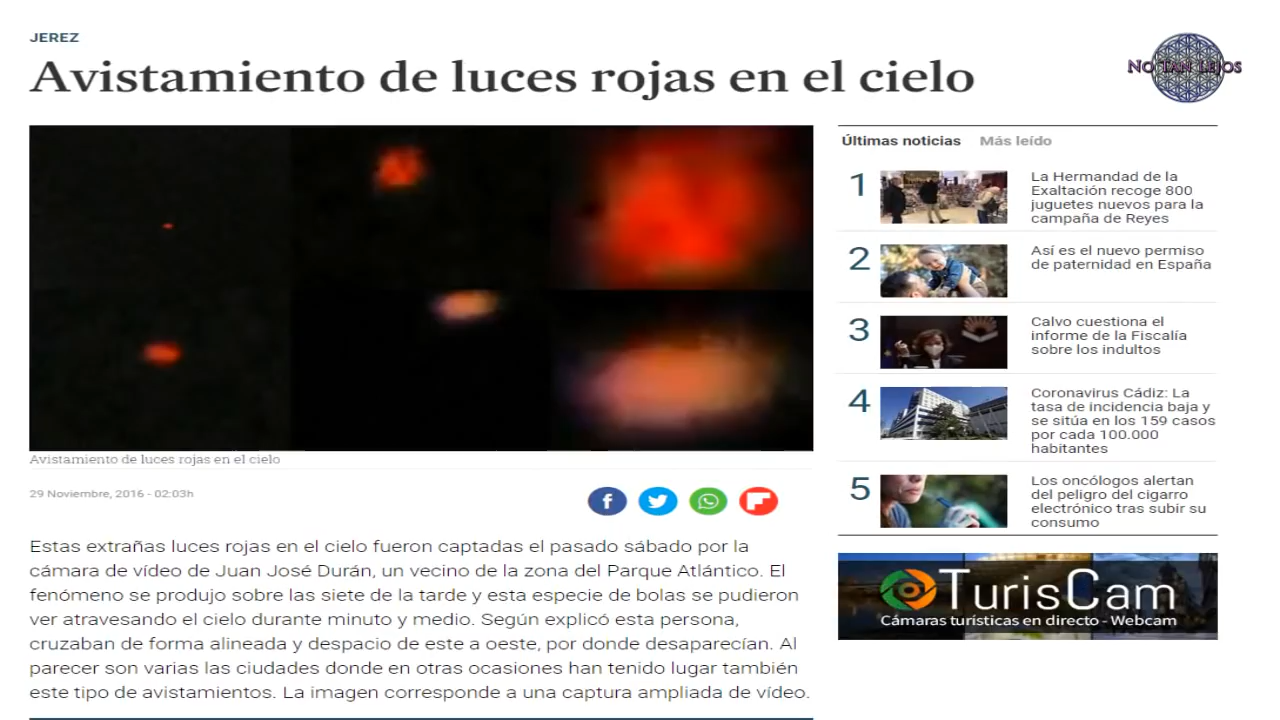 JEREZ
Avistamiento de luces rojas en el cielo
NO TAN LEJOS
Avistamiento de luces rojas en el cielo
29 Noviembre, 2016 - 02:03h
Estas extrañas luces rojas en el cielo fueron captadas el pasado sábado por la
cámara de vídeo de Juan José Durán, un vecino de la zona del Parque Atlántico. El
fenómeno se produjo sobre las siete de la tarde y esta especie de bolas se pudieron
ver atravesando el cielo durante minuto y medio. Según explicó esta persona,
cruzaban de forma alineada y despacio de este a oeste, por donde desaparecían. Al
parecer son varias las ciudades donde en otras ocasiones han tenido lugar también
este tipo de avistamientos. La imagen corresponde a una captura ampliada de vídeo.
Últimas noticias Más leído
1
La Hermandad de la
Exaltación recoge 800
juguetes nuevos para la
campaña de Reyes
2
Así es el nuevo permiso
de paternidad en España
3
Calvo cuestiona el
informe de la Fiscalía
sobre los indultos
4
Coronavirus Cádiz: La
tasa de incidencia baja y
se sitúa en los 159 casos
por cada 100.000
habitantes
5
Los oncólogos alertan
del peligro del cigarro
electrónico tras subir su
consumo
TurisCam
Cámaras turísticas en directo - Webcam